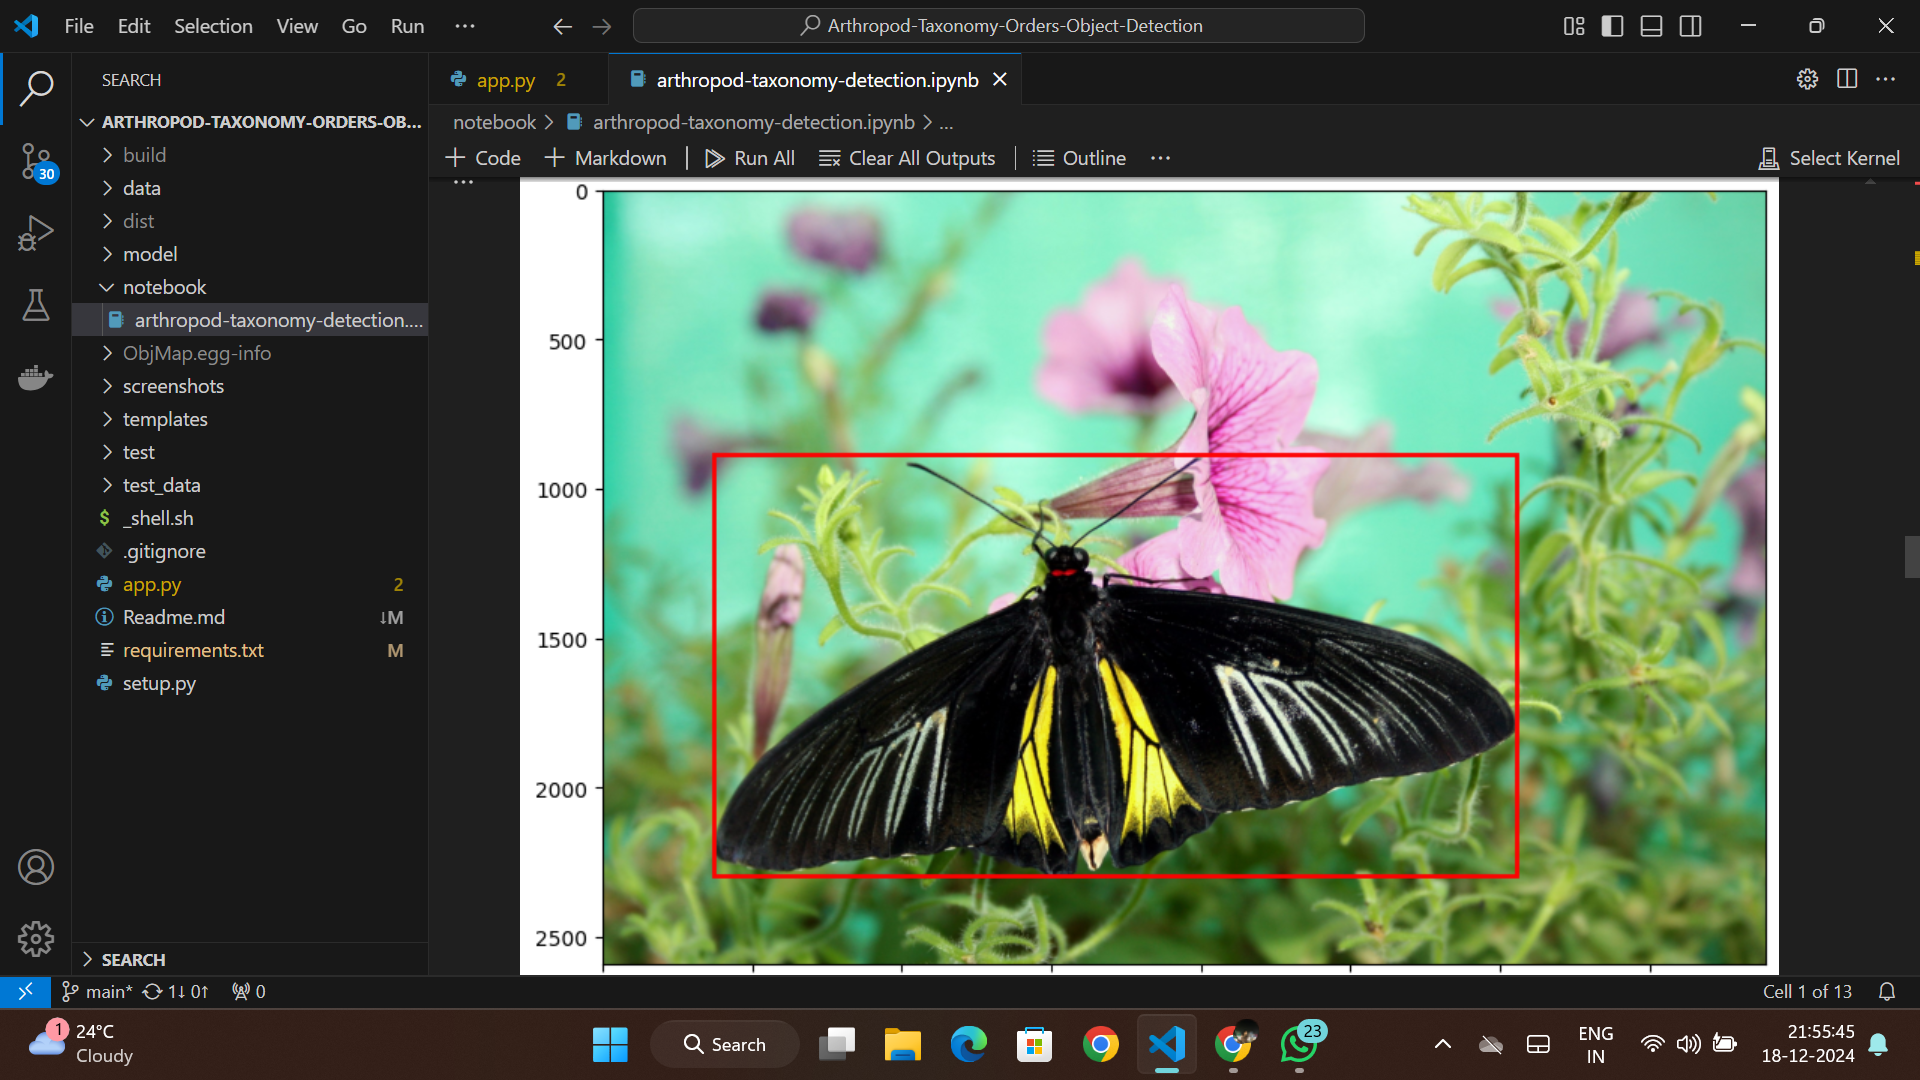 File Edit Selection View Go Run ...
Arthropod-Taxonomy-Orders-Object-Detection
SEARCH
ARTHROPOD-TAXONOMY-ORDERS-OB...
build
data
dist
model
notebook
arthropod-taxonomy-detection....
ObjMap.egg-info
screenshots
templates
test
test_data
$ _shell.sh
.gitignore
app.py 2
Readme.md ↓M
requirements.txt M
setup.py
SEARCH
30
app.py 2
arthropod-taxonomy-detection.ipynb
notebook > arthropod-taxonomy-detection.ipynb > ...
+ Code + Markdown | Run All Clear All Outputs | Outline ...
Select Kernel
0
500
1000
1500
2000
2500
main* 1↓ 0↑ 0
Cell 1 of 13
1
24°C
Cloudy
Search
23
ENG
IN
21:55:45
18-12-2024